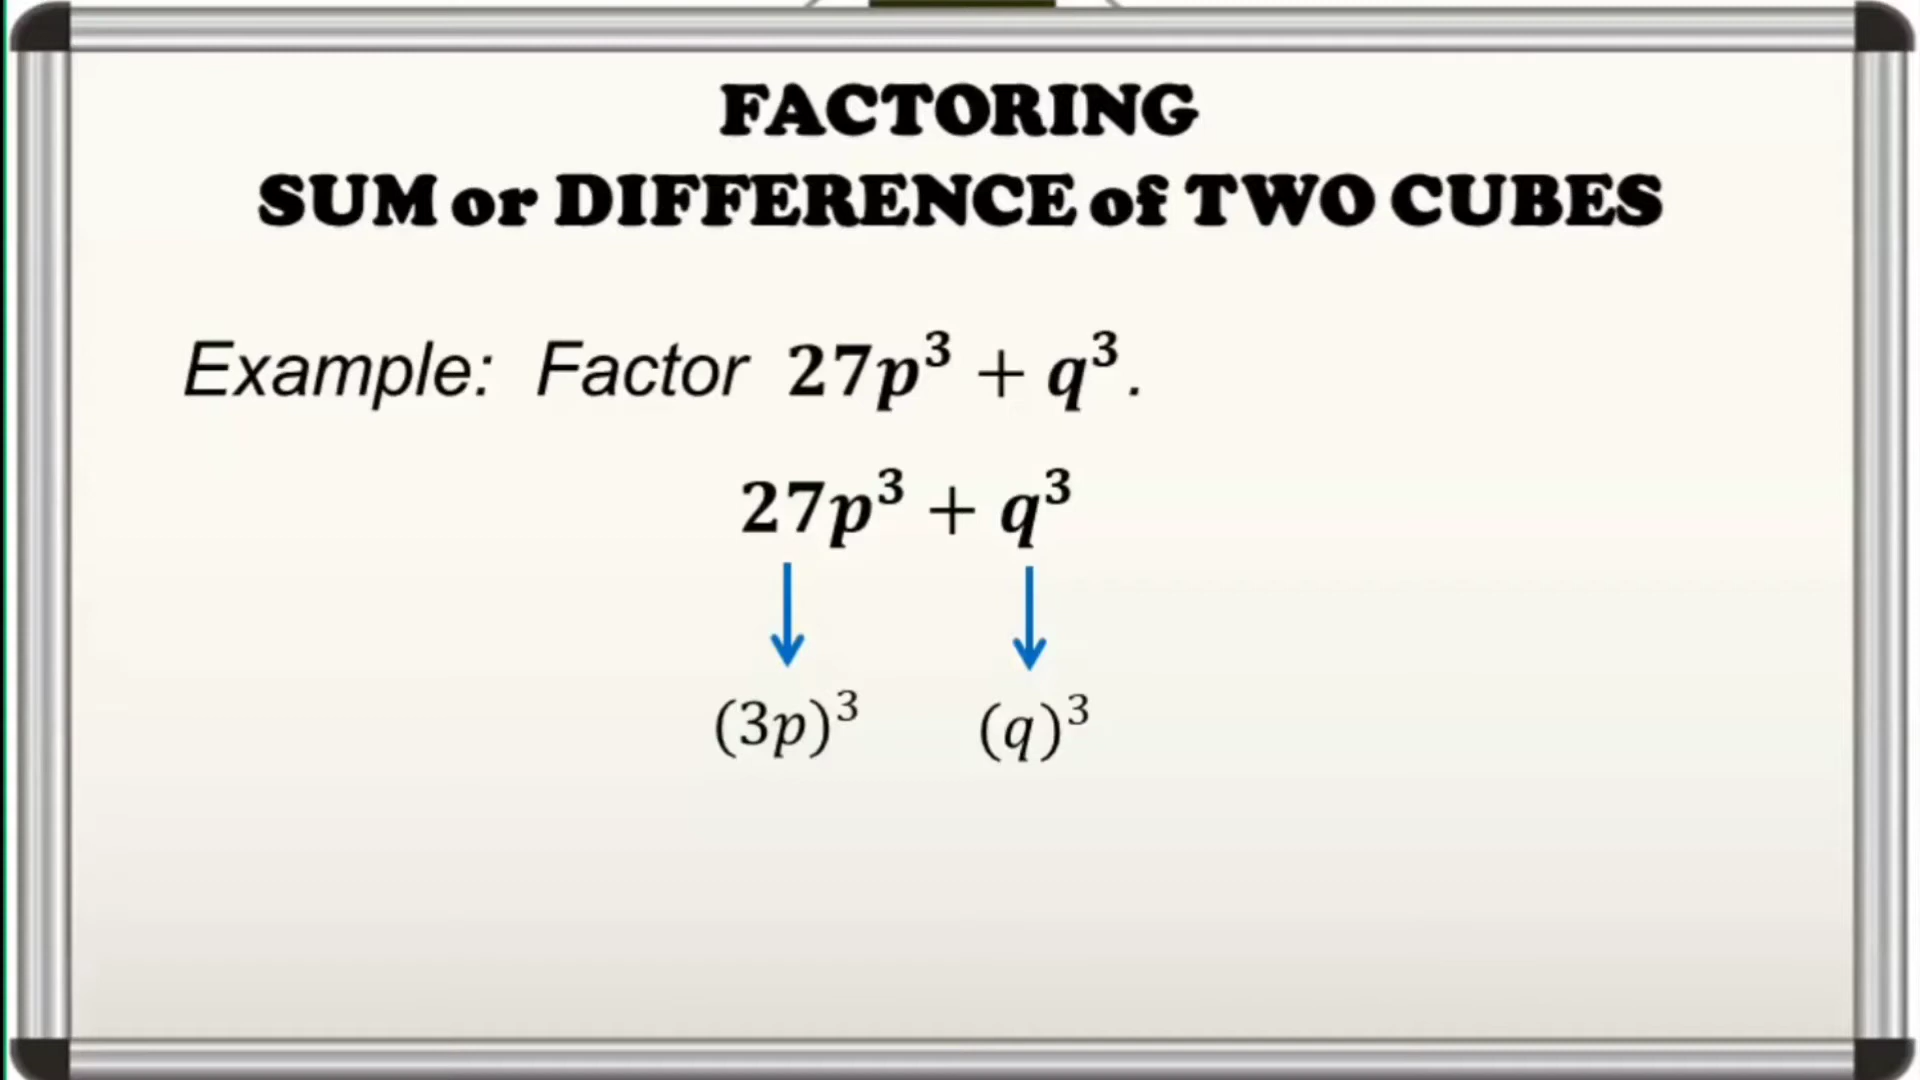 FACTORING
SUM or DIFFERENCE of TWO CUBES
Example: Factor 27p³ + q³.
27p³ + q³
(3p)³ (q)³